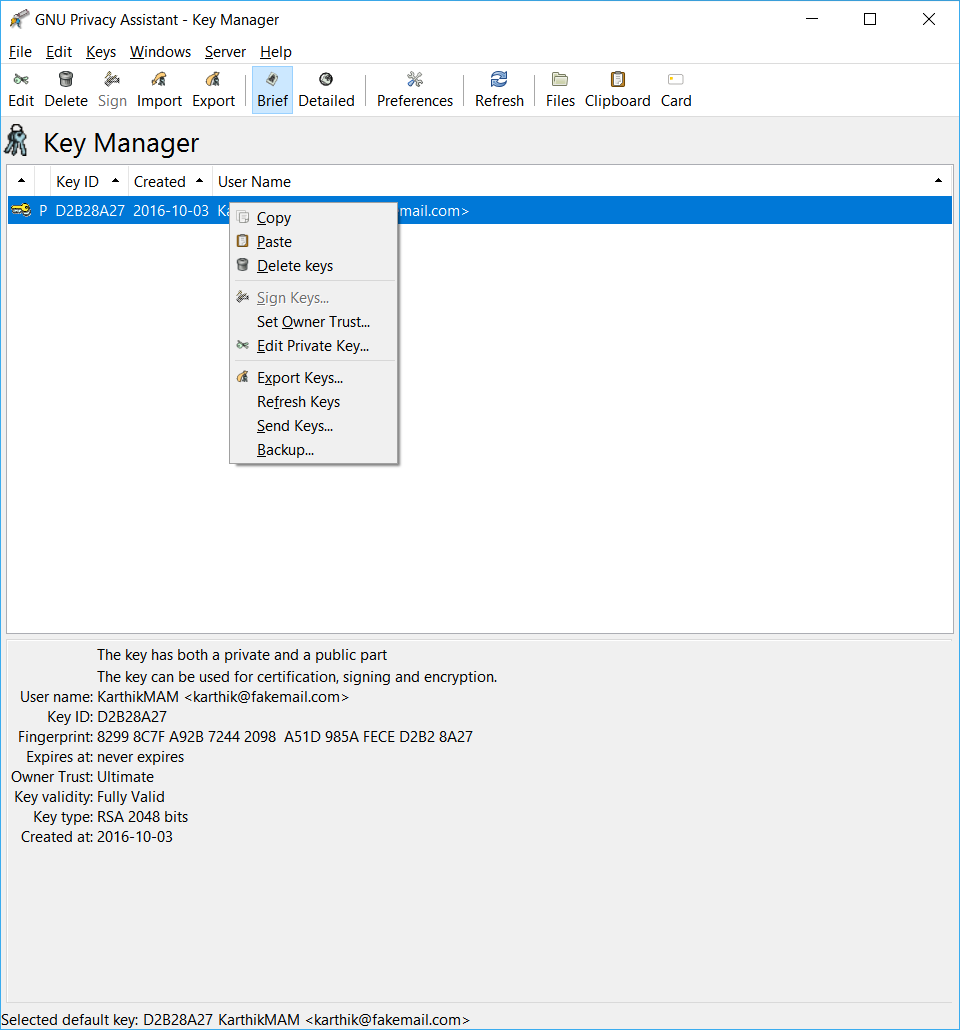 GNU Privacy Assistant - Key Manager
File Edit Keys Windows Server Help
Edit Delete Sign Import Export Brief Detailed Preferences Refresh Files Clipboard Card
Key Manager
Key ID Created User Name
P D2B28A27 2016-10-03 Ka mail.com>
Copy
Paste
Delete keys
Sign Keys...
Set Owner Trust...
Edit Private Key...
Export Keys...
Refresh Keys
Send Keys...
Backup...
The key has both a private and a public part
The key can be used for certification, signing and encryption.
User name: KarthikMAM <karthik@fakemail.com>
Key ID: D2B28A27
Fingerprint: 8299 8C7F A92B 7244 2098 A51D 985A FECE D2B2 8A27
Expires at: never expires
Owner Trust: Ultimate
Key validity: Fully Valid
Key type: RSA 2048 bits
Created at: 2016-10-03
Selected default key: D2B28A27 KarthikMAM <karthik@fakemail.com>